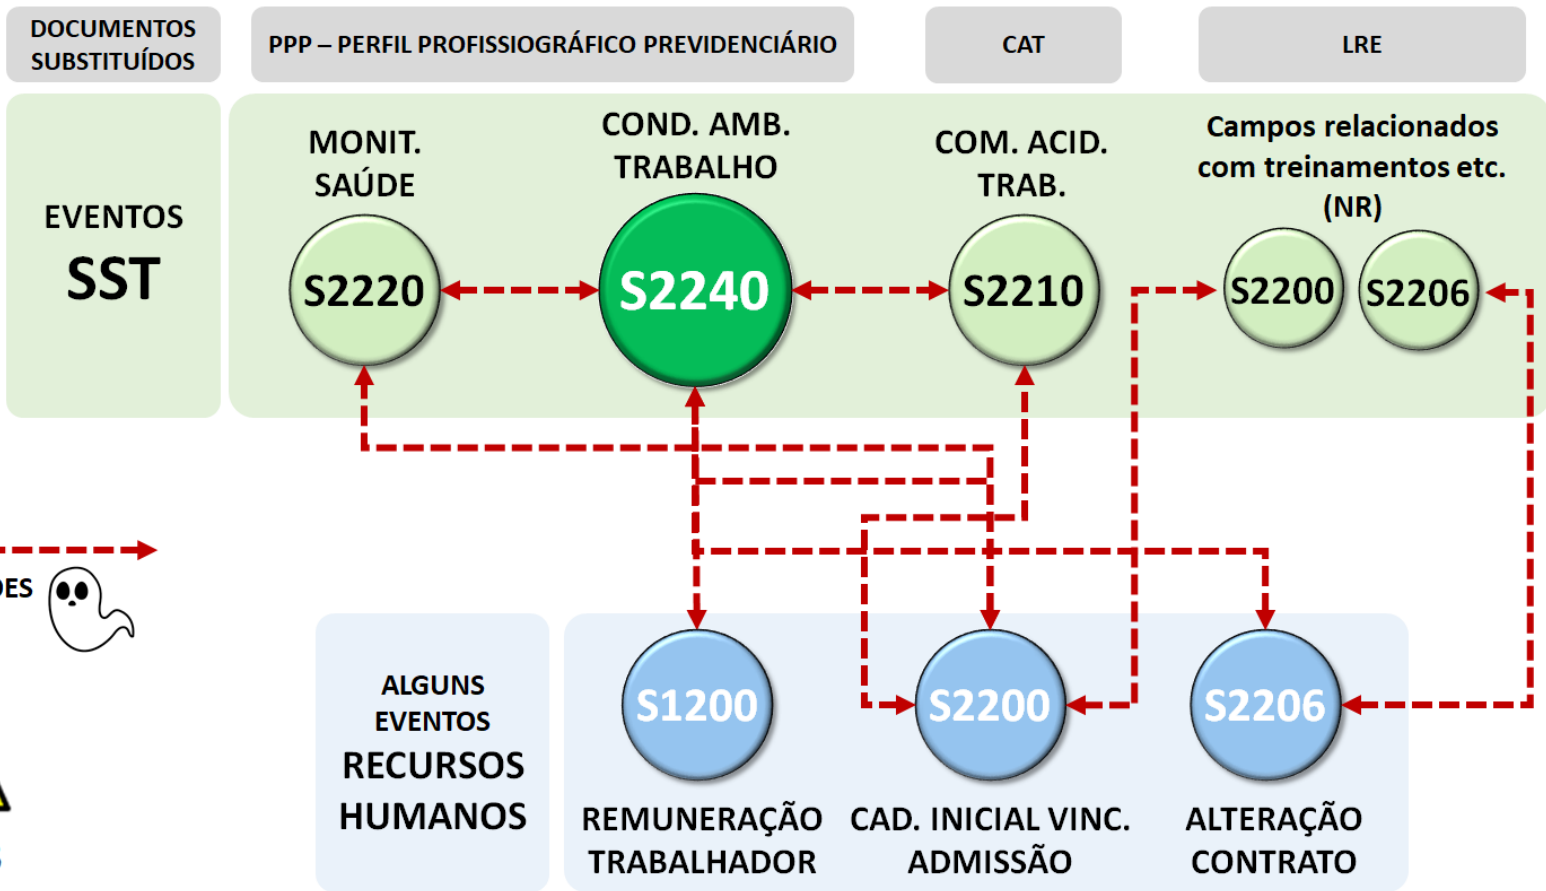 DOCUMENTOS
SUBSTITUÍDOS
PPP – PERFIL PROFISSIOGRÁFICO PREVIDENCIÁRIO
CAT
LRE
EVENTOS
SST
MONIT.
SAÚDE
COND. AMB.
TRABALHO
COM. ACID.
TRAB.
Campos relacionados
com treinamentos etc.
(NR)
S2220
S2240
S2210
S2200
S2206
ALGUNS
EVENTOS
RECURSOS
HUMANOS
S1200
S2200
S2206
REMUNERAÇÃO
TRABALHADOR
CAD. INICIAL VINC.
ADMISSÃO
ALTERAÇÃO
CONTRATO